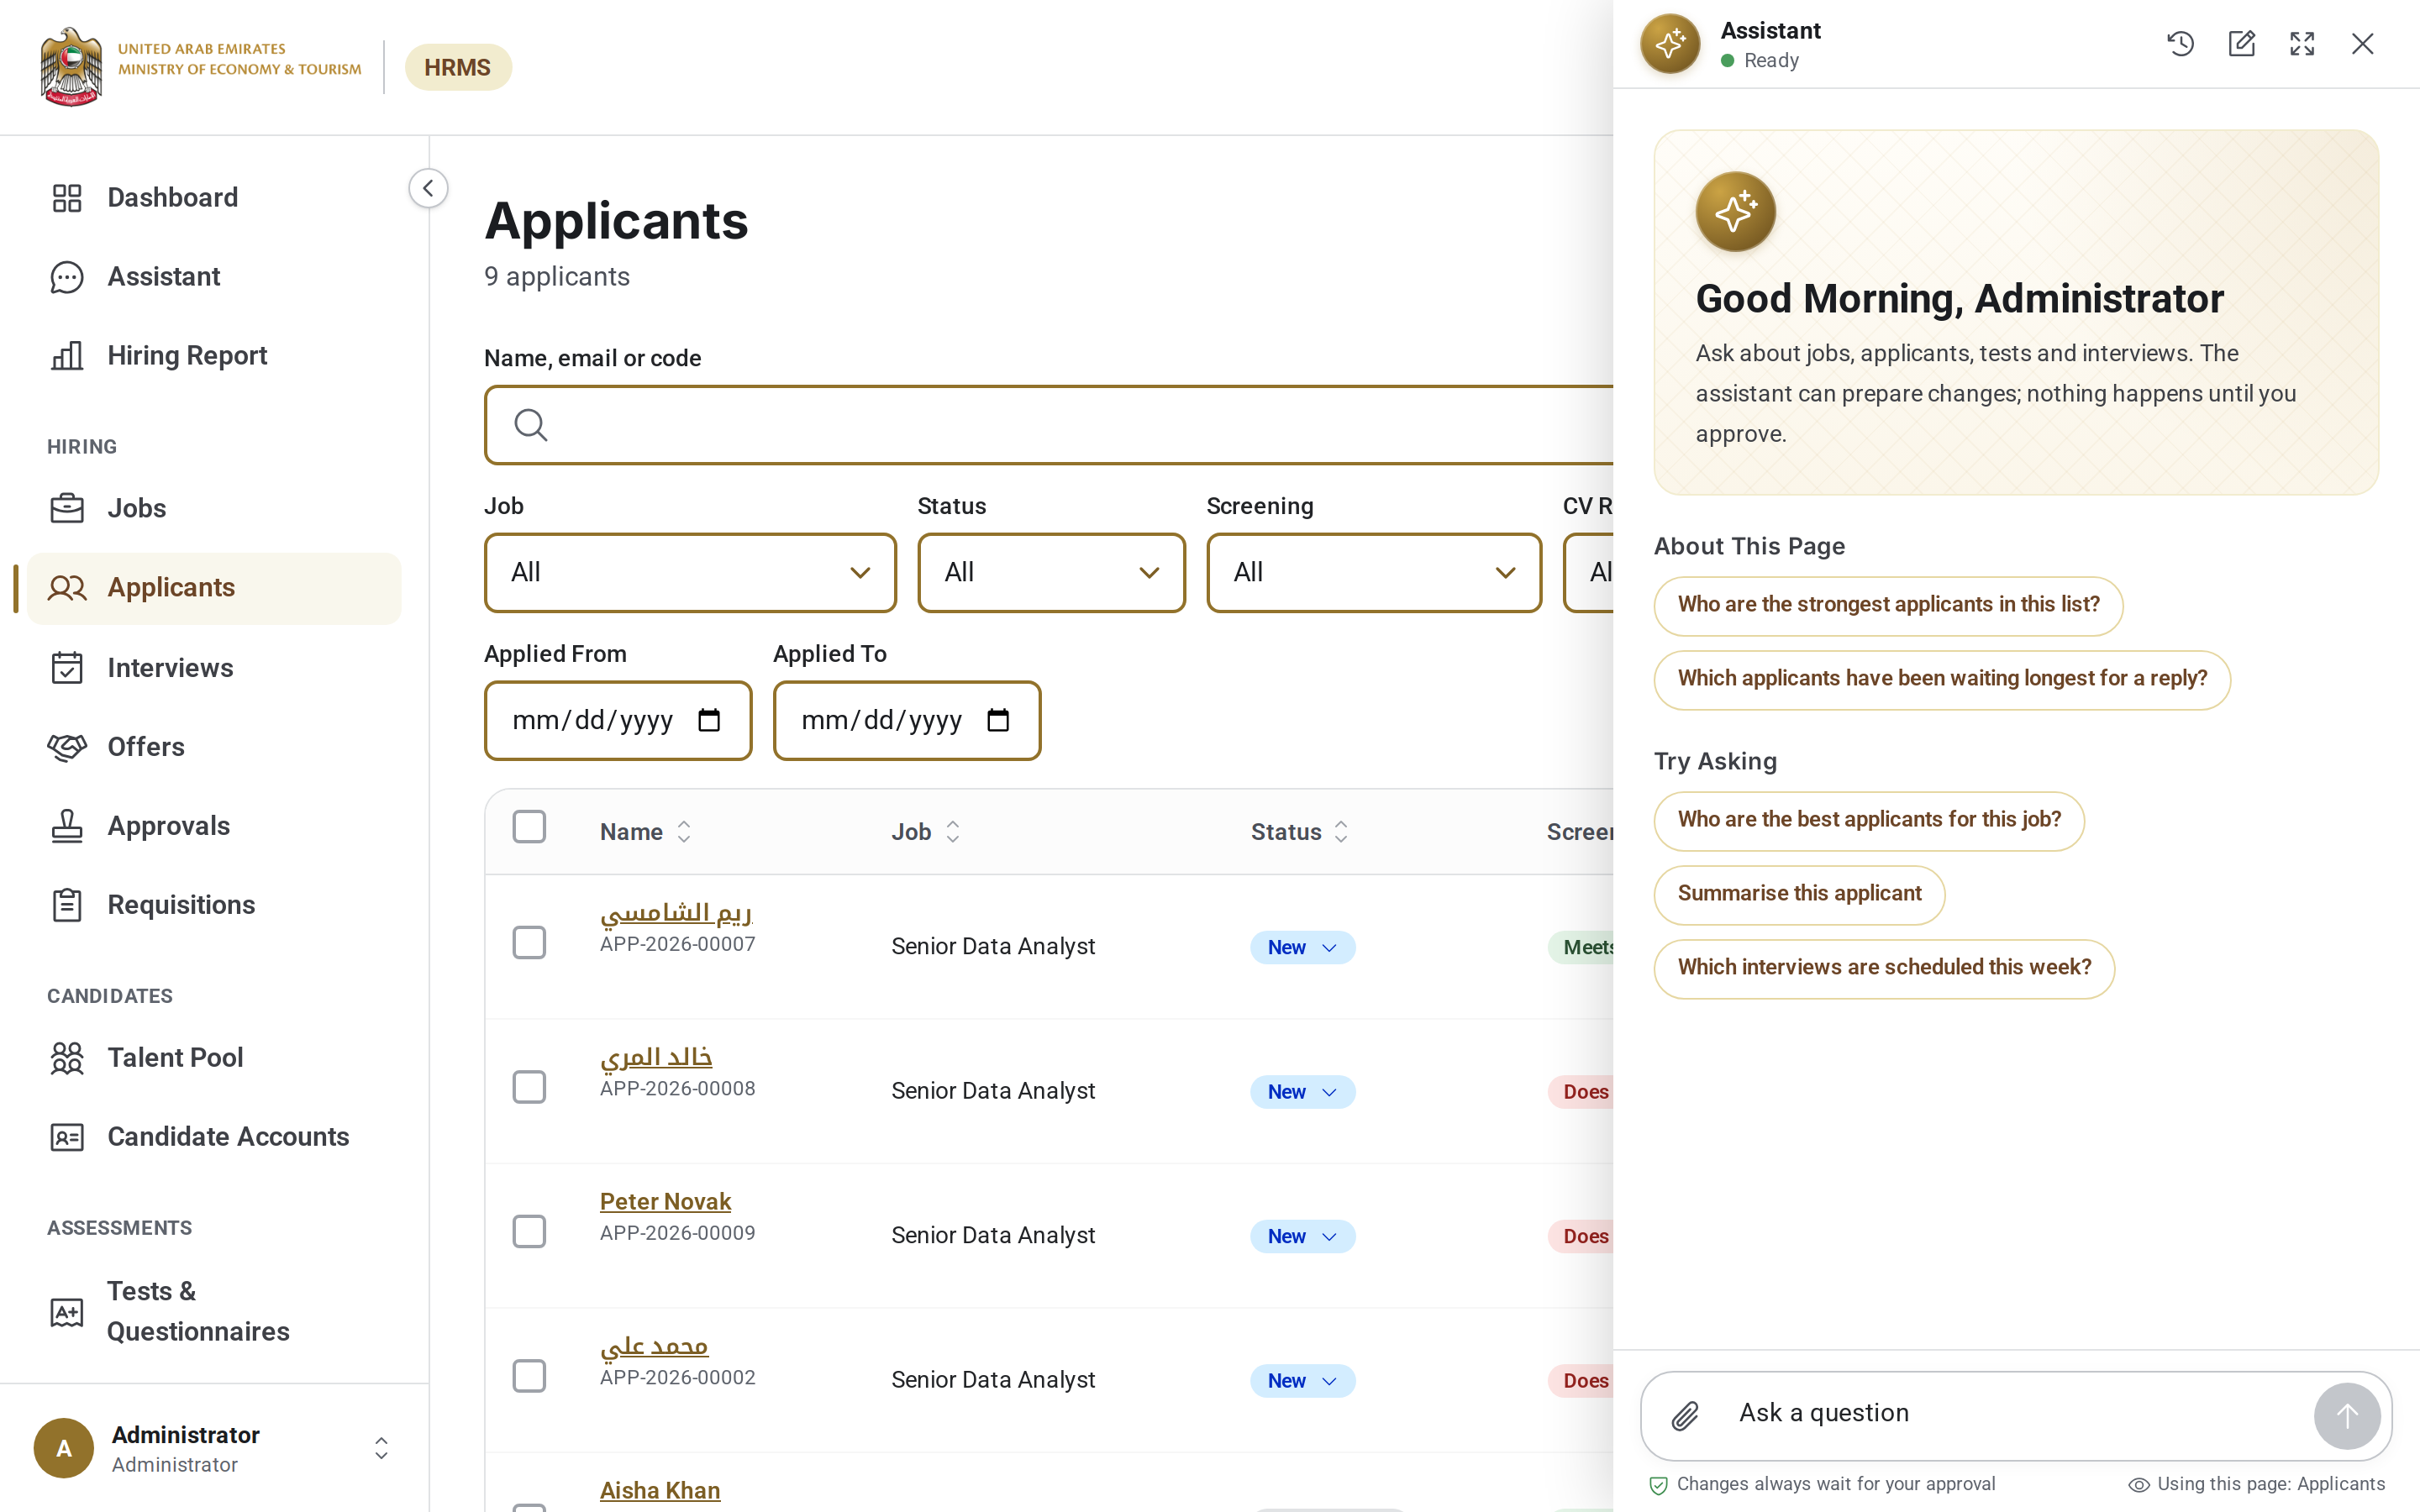 UNITED ARAB EMIRATES
MINISTRY OF ECONOMY & TOURISM
HRMS
Dashboard
Assistant
Hiring Report
HIRING
Jobs
Applicants
Interviews
Offers
Approvals
Requisitions
CANDIDATES
Talent Pool
Candidate Accounts
ASSESSMENTS
Tests &
Questionnaires
A
Administrator
Administrator
Applicants
9 applicants
Name, email or code
Job
Status
Screening
CV R
All
All
All
Al
Applied From
Applied To
mm/dd/yyyy
mm/dd/yyyy
Name
Job
Status
Screer
ريم الشامسي
APP-2026-00007
Senior Data Analyst
New
Meets
خالد المري
APP-2026-00008
Senior Data Analyst
New
Does
Peter Novak
APP-2026-00009
Senior Data Analyst
New
Does
محمد علي
APP-2026-00002
Senior Data Analyst
New
Does
Aisha Khan
Assistant
Ready
Good Morning, Administrator
Ask about jobs, applicants, tests and interviews. The
assistant can prepare changes; nothing happens until you
approve.
About This Page
Who are the strongest applicants in this list?
Which applicants have been waiting longest for a reply?
Try Asking
Who are the best applicants for this job?
Summarise this applicant
Which interviews are scheduled this week?
Ask a question
Changes always wait for your approval
Using this page: Applicants